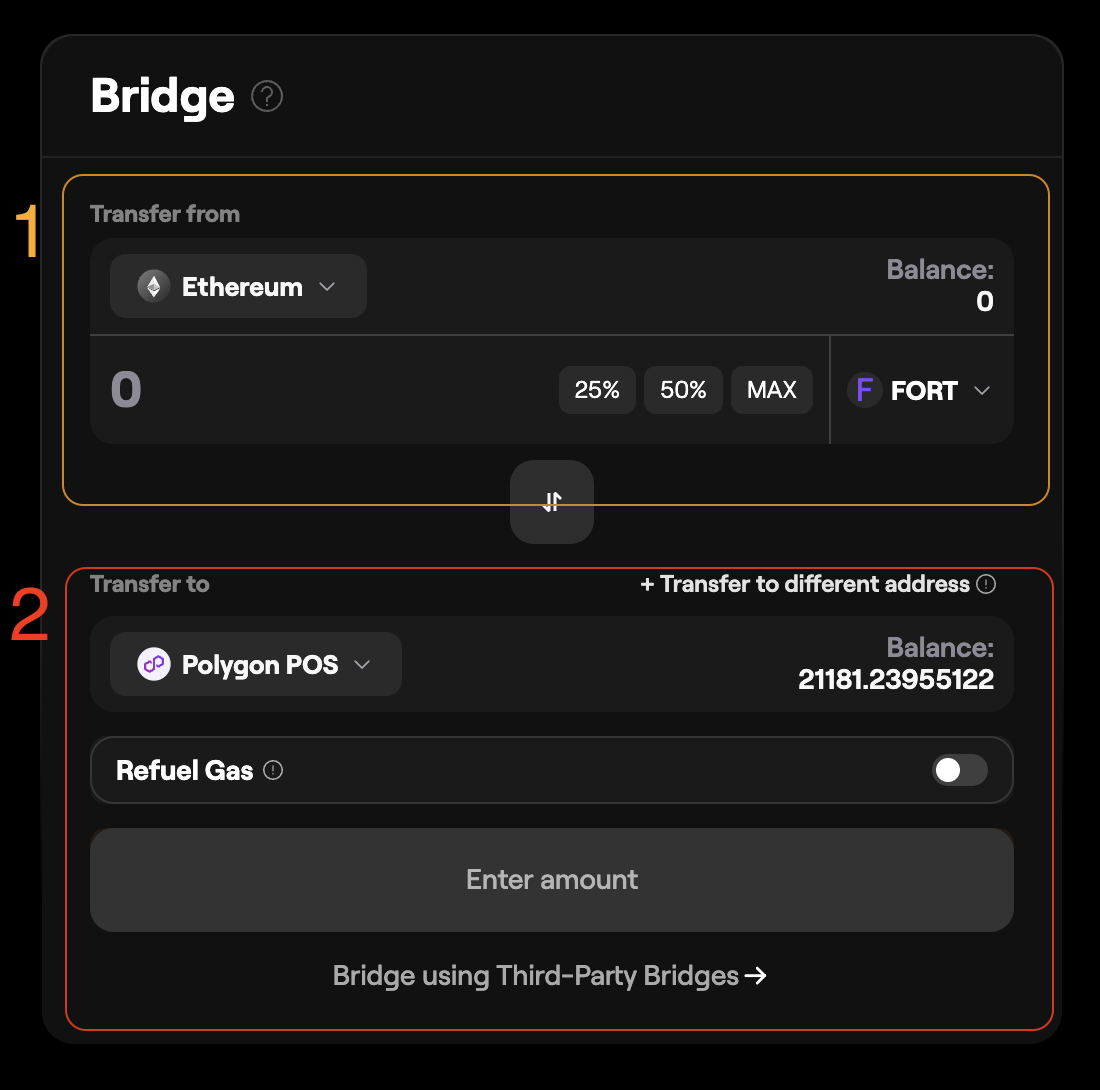 Bridge ?
1
Transfer from
Ethereum
Balance:
0
0 25% 50% MAX F FORT
2
Transfer to + Transfer to different address
Polygon POS
Balance:
21181.23955122
Refuel Gas
Enter amount
Bridge using Third-Party Bridges →